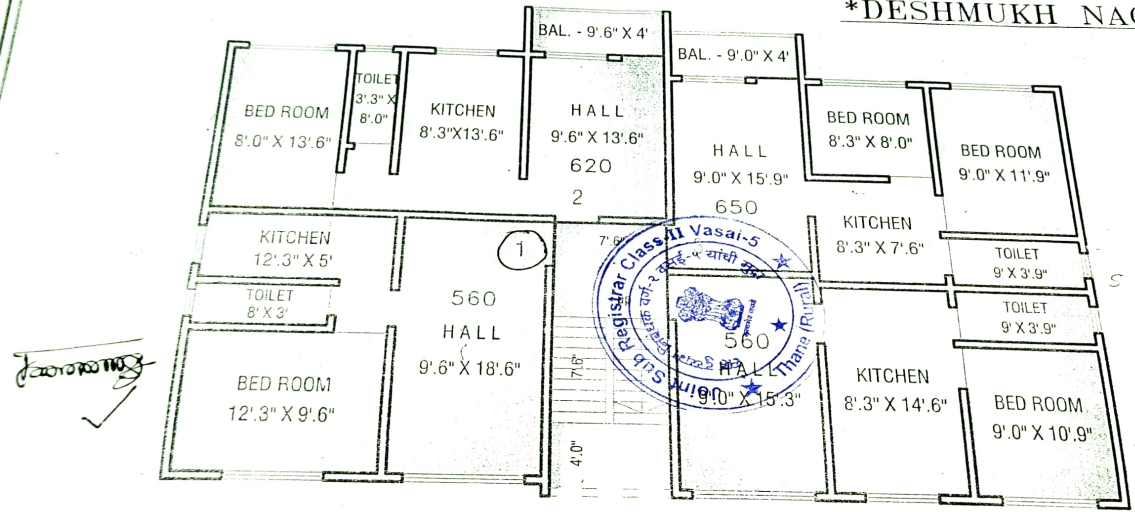 *DESHMUKH NAG
BAL. - 9'.6" X 4'
BAL. - 9'.0" X 4'
BED ROOM
8'.0" X 13'.6"
TOILET
3'.3" X
8'.0"
KITCHEN
8'.3"X13'.6"
HALL
9'.6" X 13'.6"
620
2
HALL
9'.0" X 15'.9"
650
BED ROOM
8'.3" X 8'.0"
BED ROOM
9'.0" X 11'.9"
KITCHEN
8'.3" X 7'.6"
TOILET
9' X 3'.9"
KITCHEN
12'.3" X 5'
TOILET
8' X 3'
BED ROOM
12'.3" X 9'.6"
1
560
HALL
9'.6" X 18'.6"
7'.6"
UP
7'.6"
4'.0"
560
HALL
9'.0" X 15'.3"
KITCHEN
8'.3" X 14'.6"
TOILET
9' X 3'.9"
BED ROOM
9'.0" X 10'.9"
S
Joint Sub Registrar Class-II Vasai-5
Thane (Rural)
वर्ग-२ वसई-५ यांची मुद्रा